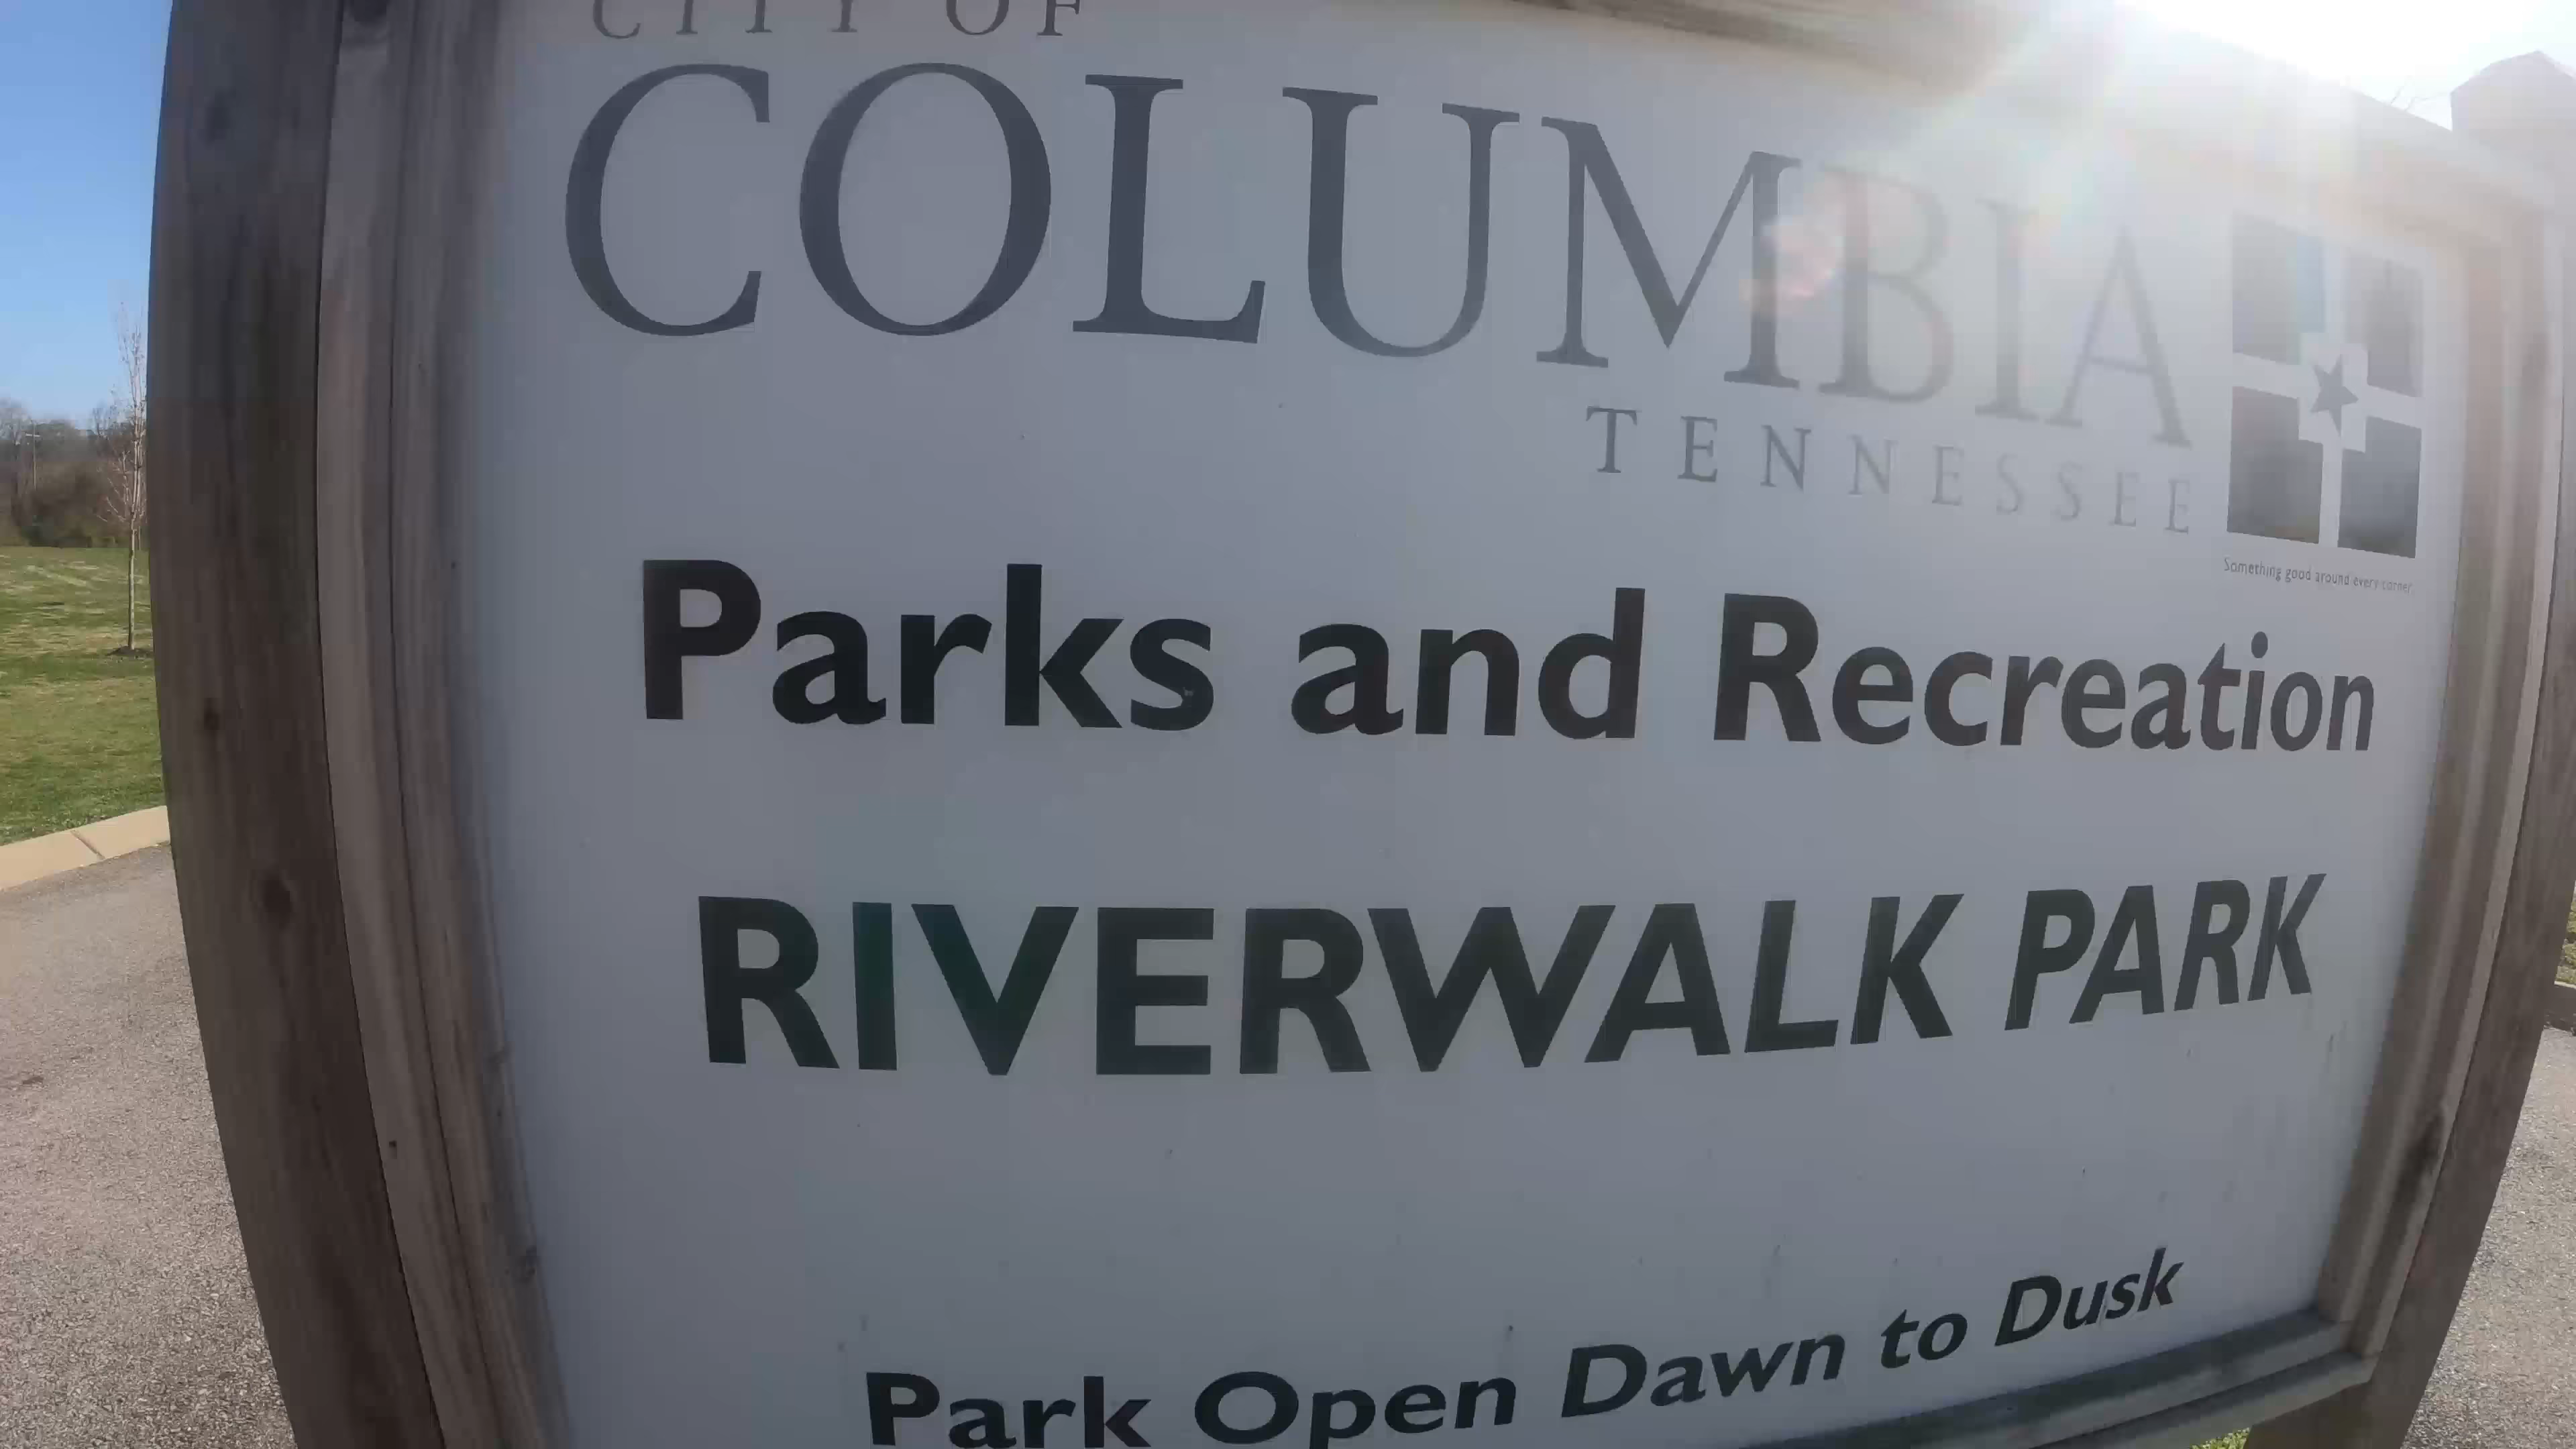 CITY OF
COLUMBIA
TENNESSEE
Something good around every corner.
Parks and Recreation
RIVERWALK PARK
Park Open Dawn to Dusk